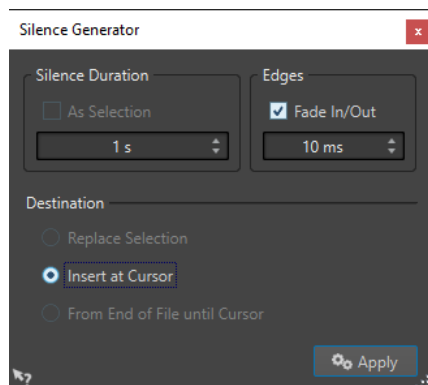 Silence Generator
x
Silence Duration
Edges
As Selection
Fade In/Out
1 s
10 ms
Destination
Replace Selection
Insert at Cursor
From End of File until Cursor
? Apply